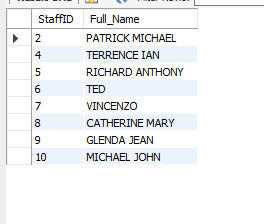 StaffID Full_Name
2 PATRICK MICHAEL
4 TERRENCE IAN
5 RICHARD ANTHONY
6 TED
7 VINCENZO
8 CATHERINE MARY
9 GLENDA JEAN
10 MICHAEL JOHN